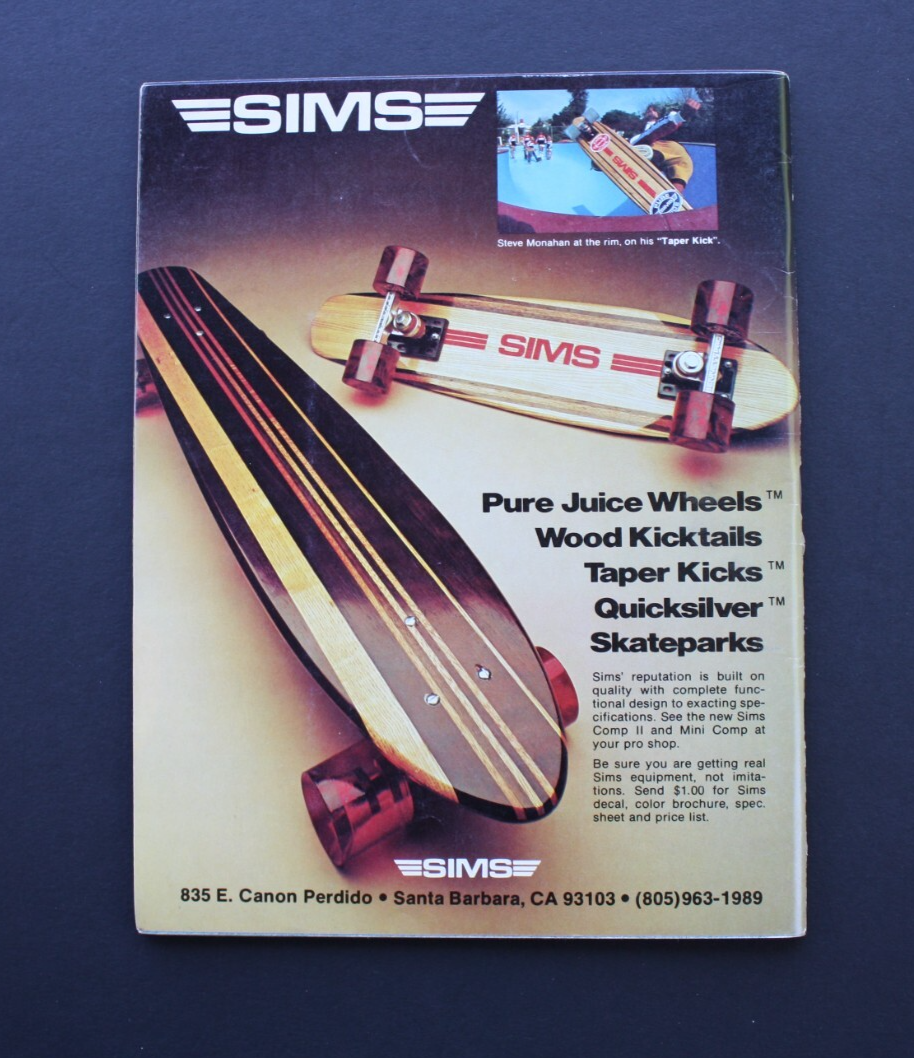 SIMS
SIMS
Steve Monahan at the rim, on his "Taper Kick".
SIMS
Pure Juice Wheels™
Wood Kicktails
Taper Kicks™
Quicksilver™
Skateparks
Sims' reputation is built on
quality with complete func-
tional design to exacting spe-
cifications. See the new Sims
Comp II and Mini Comp at
your pro shop.
Be sure you are getting real
Sims equipment, not imita-
tions. Send $1.00 for Sims
decal, color brochure, spec.
sheet and price list.
SIMS
835 E. Canon Perdido • Santa Barbara, CA 93103 • (805)963-1989